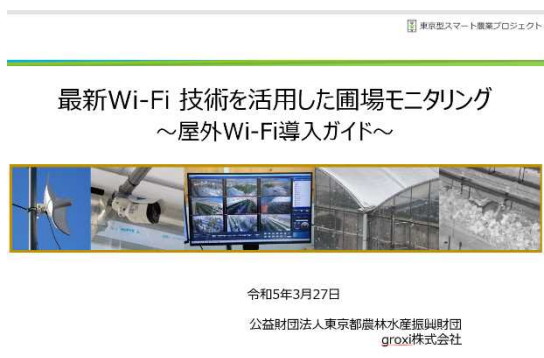 東京型スマート農業プロジェクト
最新Wi-Fi 技術を活用した圃場モニタリング
～屋外Wi-Fi導入ガイド～
令和5年3月27日
公益財団法人東京都農林水産振興財団
groxi株式会社